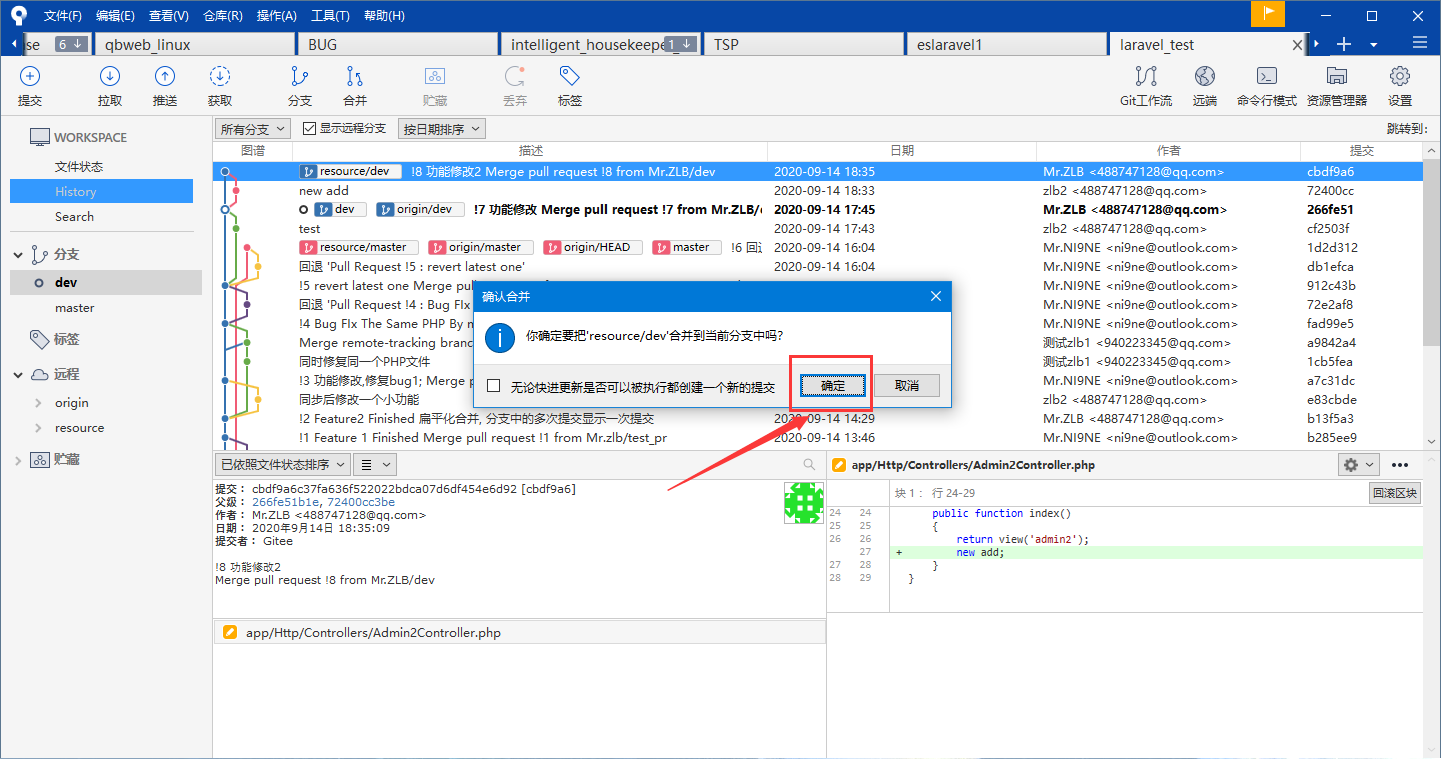 文件(F) 编辑(E) 查看(V) 仓库(R) 操作(A) 工具(T) 帮助(H)
se 6 qbweb_linux BUG intelligent_housekeepe 1 TSP eslaravel1 laravel_test
提交 拉取 推送 获取 分支 合并 贮藏 丢弃 标签 Git工作流 远端 命令行模式 资源管理器 设置
WORKSPACE
文件状态
History
Search
分支
dev
master
标签
远程
origin
resource
贮藏
所有分支 显示远程分支 按日期排序 跳转到:
图谱 描述 日期 作者 提交
resource/dev !8 功能修改2 Merge pull request !8 from Mr.ZLB/dev 2020-09-14 18:35 Mr.ZLB <488747128@qq.com> cbdf9a6
new add 2020-09-14 18:33 zlb2 <488747128@qq.com> 72400cc
dev origin/dev !7 功能修改 Merge pull request !7 from Mr.ZLB/ 2020-09-14 17:45 Mr.ZLB <488747128@qq.com> 266fe51
test 2020-09-14 17:43 zlb2 <488747128@qq.com> cf2503f
resource/master origin/master origin/HEAD master !6 回 2020-09-14 16:04 Mr.NI9NE <ni9ne@outlook.com> 1d2d312
回退 'Pull Request !5 : revert latest one' 2020-09-14 16:04 Mr.NI9NE <ni9ne@outlook.com> db1efca
!5 revert latest one Merge pul Mr.NI9NE <ni9ne@outlook.com> 912c43b
回退 'Pull Request !4 : Bug FIx Mr.NI9NE <ni9ne@outlook.com> 72e2af8
!4 Bug FIx The Same PHP By Mr.NI9NE <ni9ne@outlook.com> fad99e5
Merge remote-tracking branc 测试zlb1 <940223345@qq.com> a9842a4
同时修复同一个PHP文件 测试zlb1 <940223345@qq.com> 1cb5fea
!3 功能修改,修复bug1; Merge p Mr.NI9NE <ni9ne@outlook.com> a7c31dc
同步后修改一个小功能 zlb2 <488747128@qq.com> e83cbde
!2 Feature2 Finished 扁平化合并, 分支中的多次提交显示一次提交 2020-09-14 14:29 Mr.ZLB <488747128@qq.com> b13f5a3
!1 Feature 1 Finished Merge pull request !1 from Mr.zlb/test_pr 2020-09-14 13:46 Mr.NI9NE <ni9ne@outlook.com> b285ee9
确认合并
你确定要把'resource/dev'合并到当前分支中吗?
无论快进更新是否可以被执行都创建一个新的提交 确定 取消
已依照文件状态排序
提交: cbdf9a6c37fa636f522022bdca07d6df454e6d92 [cbdf9a6]
父级: 266fe51b1e, 72400cc3be
作者: Mr.ZLB <488747128@qq.com>
日期: 2020年9月14日 18:35:09
提交者: Gitee
!8 功能修改2
Merge pull request !8 from Mr.ZLB/dev
app/Http/Controllers/Admin2Controller.php
app/Http/Controllers/Admin2Controller.php
块 1: 行 24-29 回滚区块
24 24 public function index()
25 25 {
26 26 return view('admin2');
27 + new add;
27 28 }
28 29 }